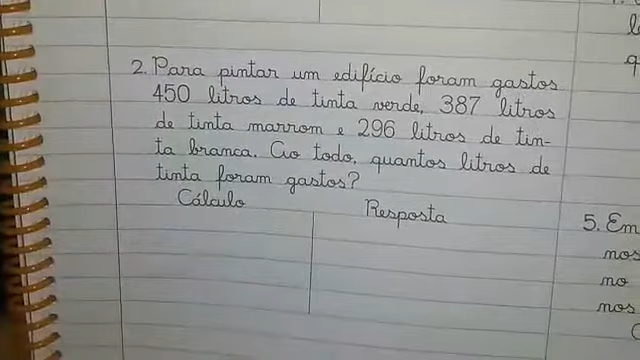 2. Para pintar um edifício foram gastos
450 litros de tinta verde, 387 litros
de tinta marrom e 296 litros de tin-
ta branca. Ao todo, quantos litros de
tinta foram gastos?
Cálculo Resposta
5. Em
nos
no
nos